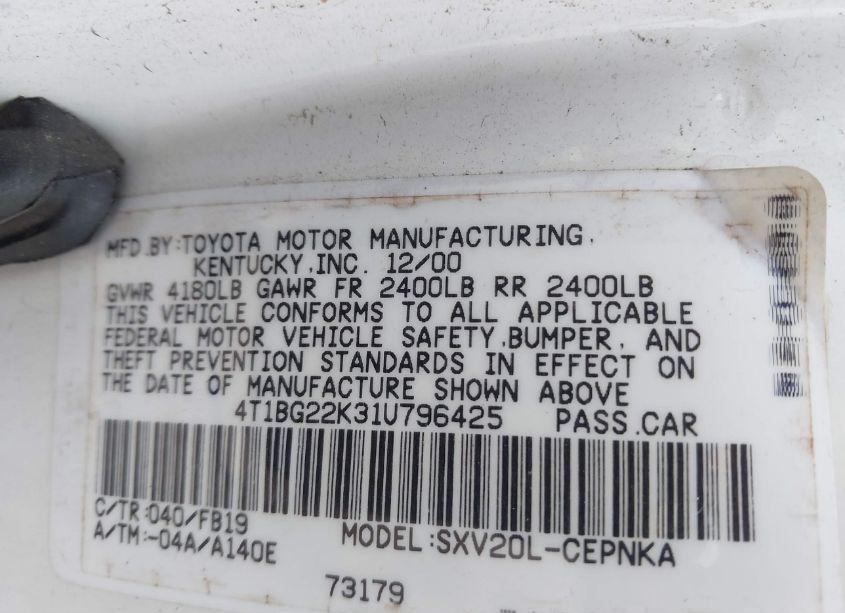 MFD.BY:TOYOTA MOTOR MANUFACTURING,
KENTUCKY,INC. 12/00
GVWR 4180LB GAWR FR 2400LB RR 2400LB
THIS VEHICLE CONFORMS TO ALL APPLICABLE
FEDERAL MOTOR VEHICLE SAFETY,BUMPER, AND
THEFT PREVENTION STANDARDS IN EFFECT ON
THE DATE OF MANUFACTURE SHOWN ABOVE
4T1BG22K31U796425 PASS.CAR
C/TR:040/FB19
A/TM:-04A/A140E
MODEL:SXV20L-CEPNKA
73179